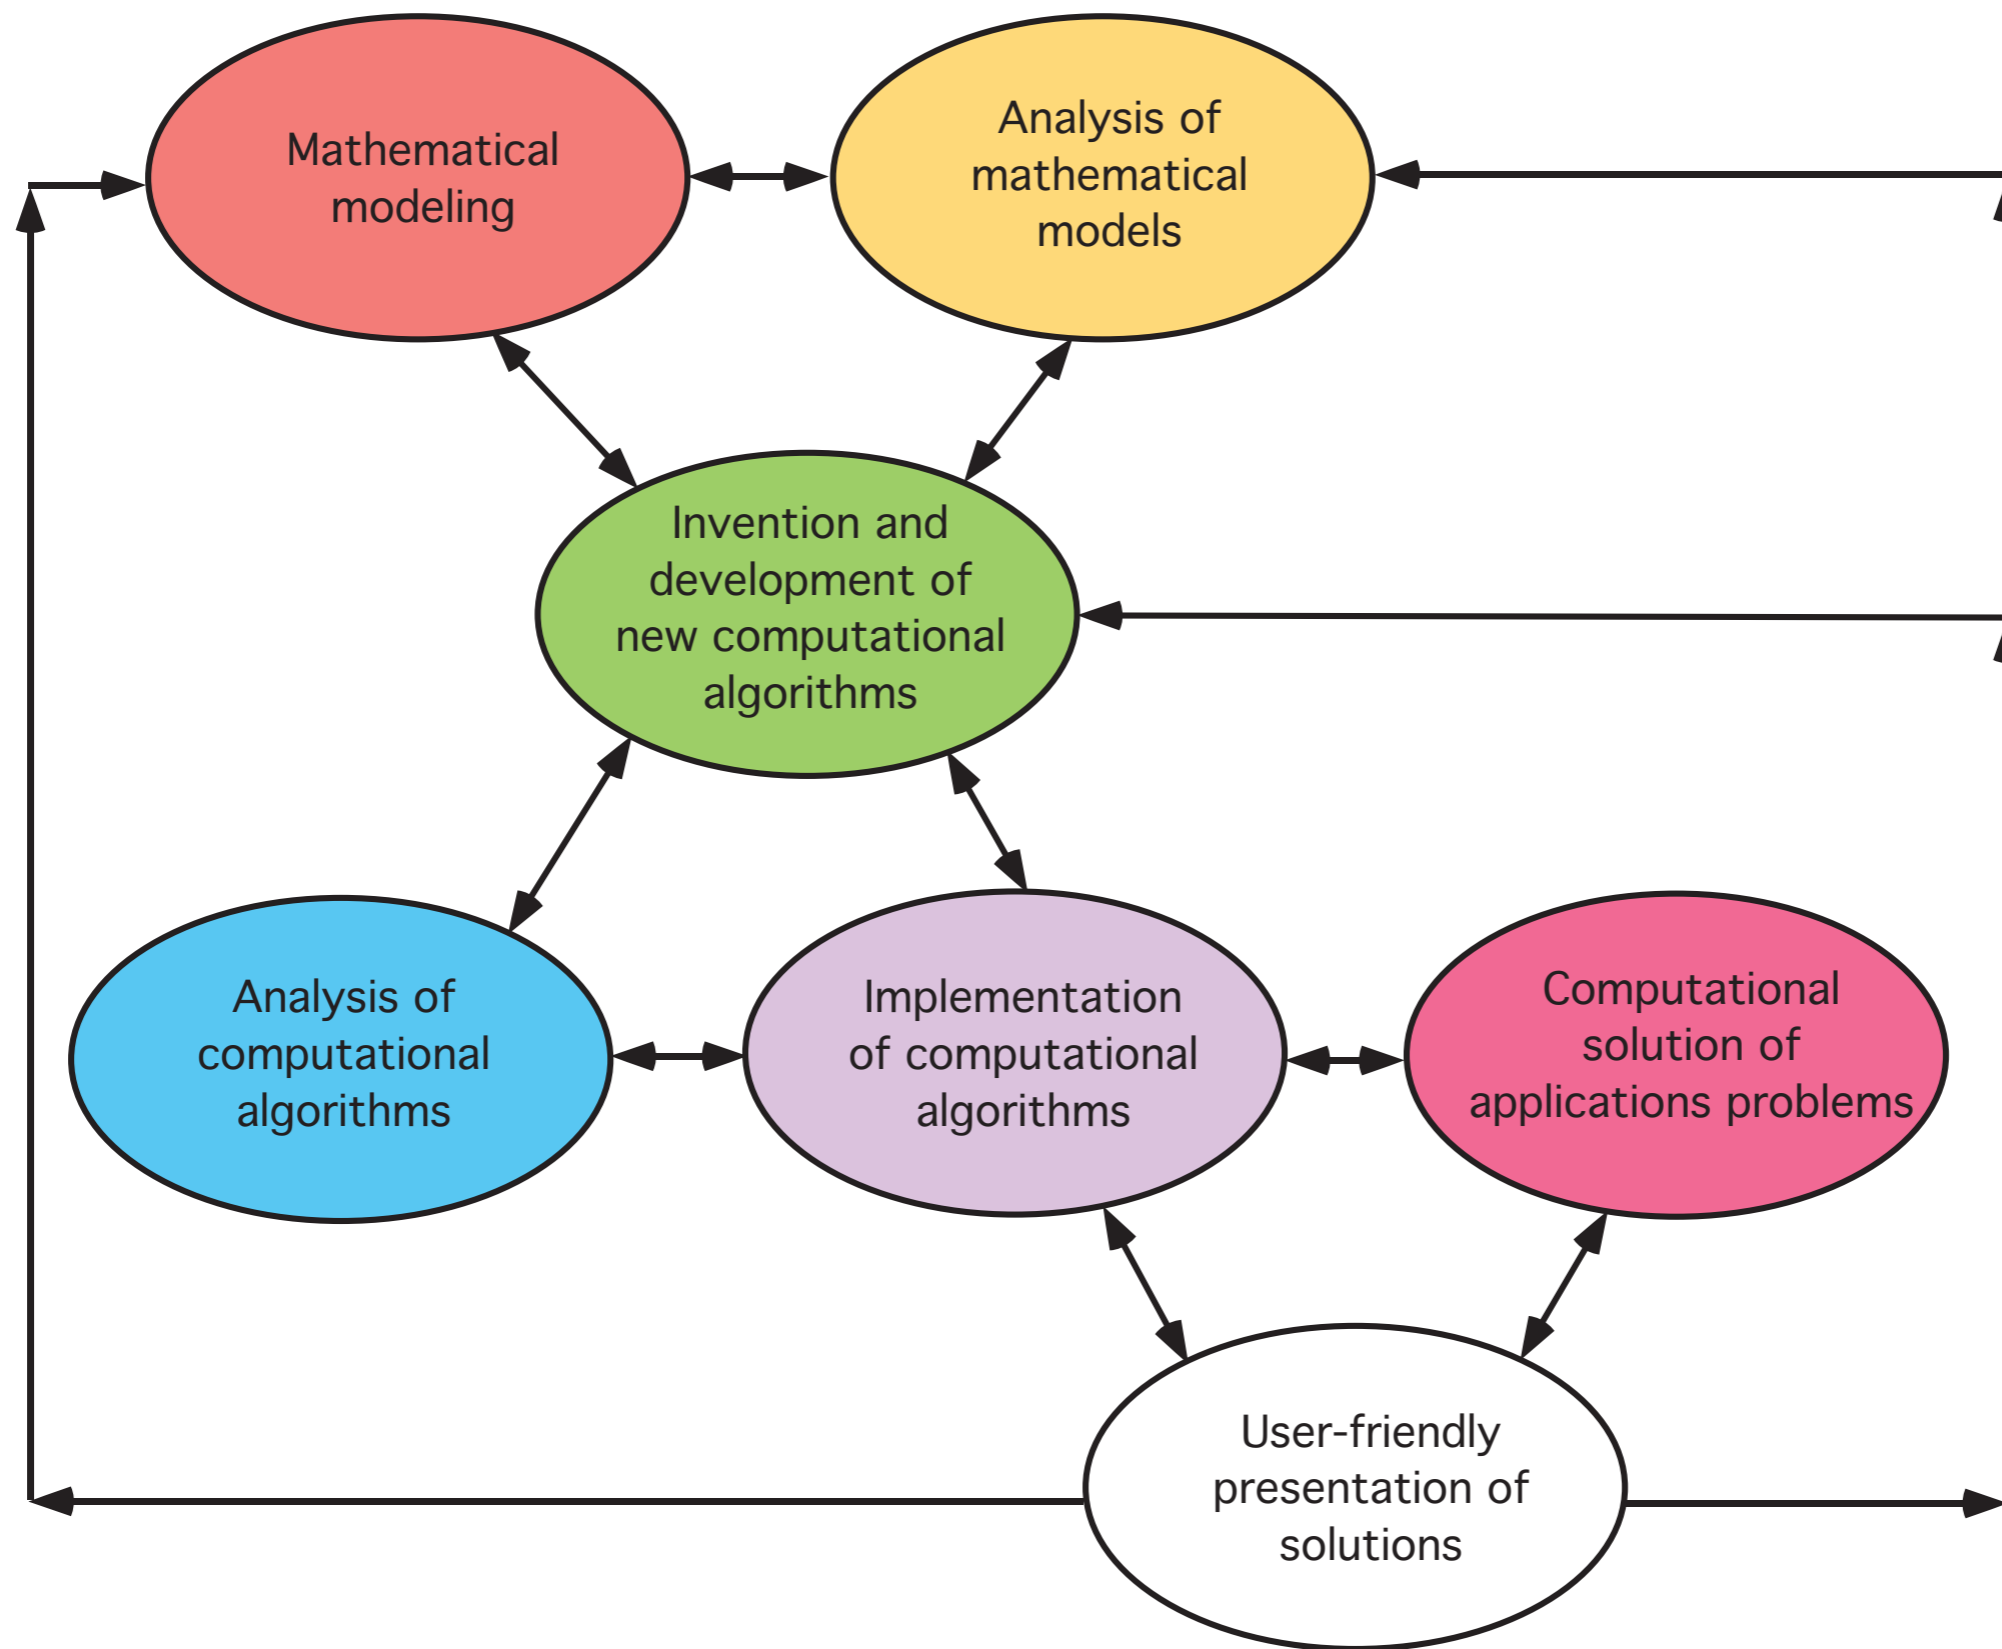 Mathematical
modeling
Analysis of
mathematical
models
Invention and
development of
new computational
algorithms
Analysis of
computational
algorithms
Implementation
of computational
algorithms
Computational
solution of
applications problems
User-friendly
presentation of
solutions